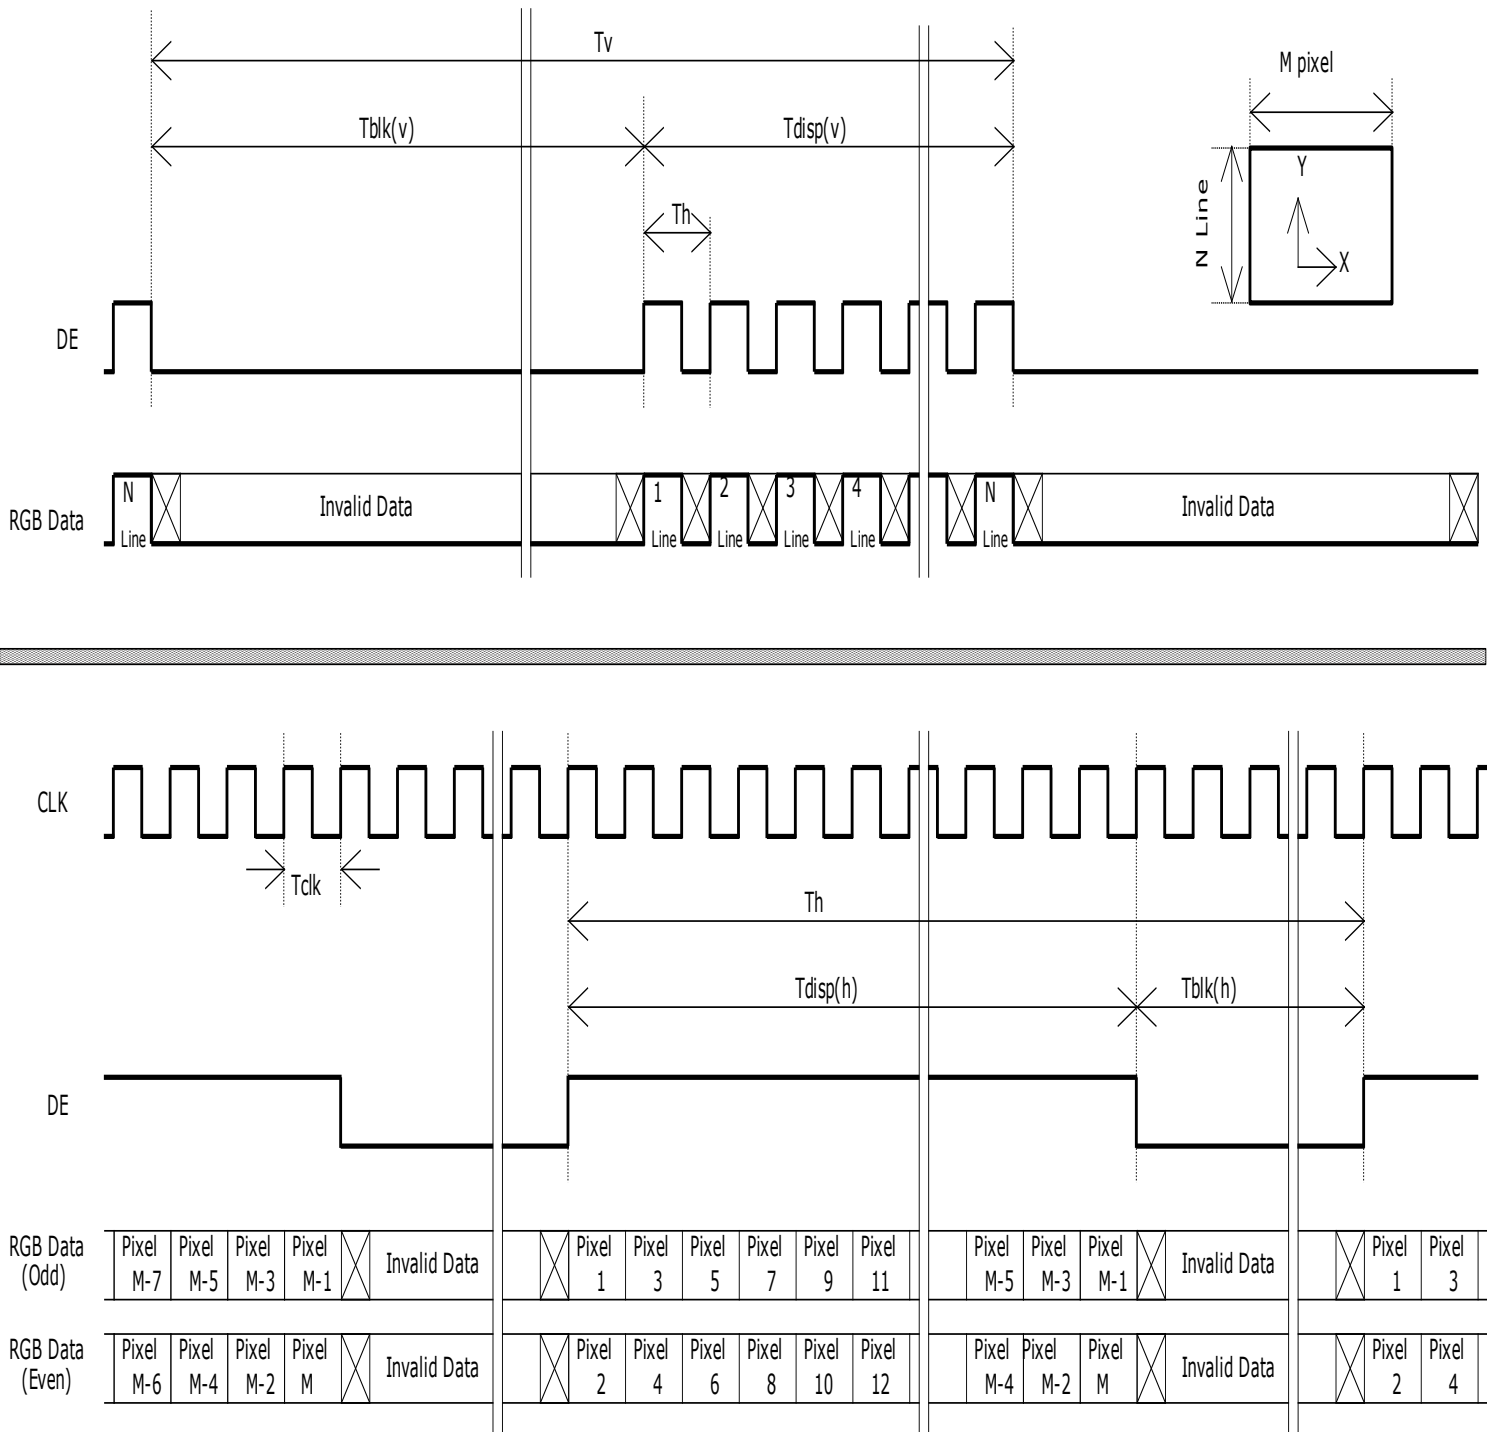 Tv
M pixel
Tblk(v)
Tdisp(v)
Th
N Line
Y
X
DE
RGB Data
N Line
Invalid Data
1 Line
2 Line
3 Line
4 Line
N Line
Invalid Data
CLK
Tclk
Th
Tdisp(h)
Tblk(h)
DE
RGB Data
(Odd)
Pixel Pixel Pixel Pixel Invalid Data Pixel Pixel Pixel Pixel Pixel Pixel Pixel Pixel Pixel Invalid Data Pixel Pixel
M-7 M-5 M-3 M-1 1 3 5 7 9 11 M-5 M-3 M-1 1 3
RGB Data
(Even)
Pixel Pixel Pixel Pixel Invalid Data Pixel Pixel Pixel Pixel Pixel Pixel Pixel Pixel Pixel Invalid Data Pixel Pixel
M-6 M-4 M-2 M 2 4 6 8 10 12 M-4 M-2 M 2 4